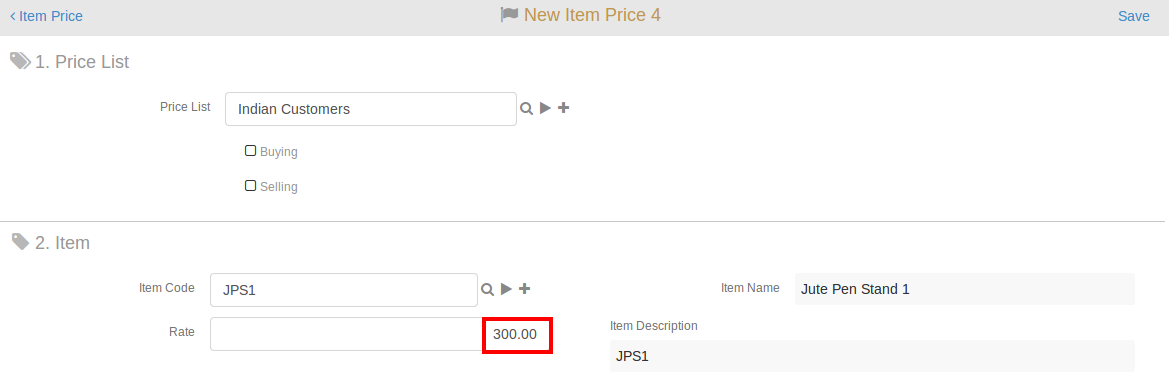 Item Price
New Item Price 4
Save
1. Price List
Price List
Indian Customers
Buying
Selling
2. Item
Item Code
JPS1
Item Name
Jute Pen Stand 1
Rate
300.00
Item Description
JPS1